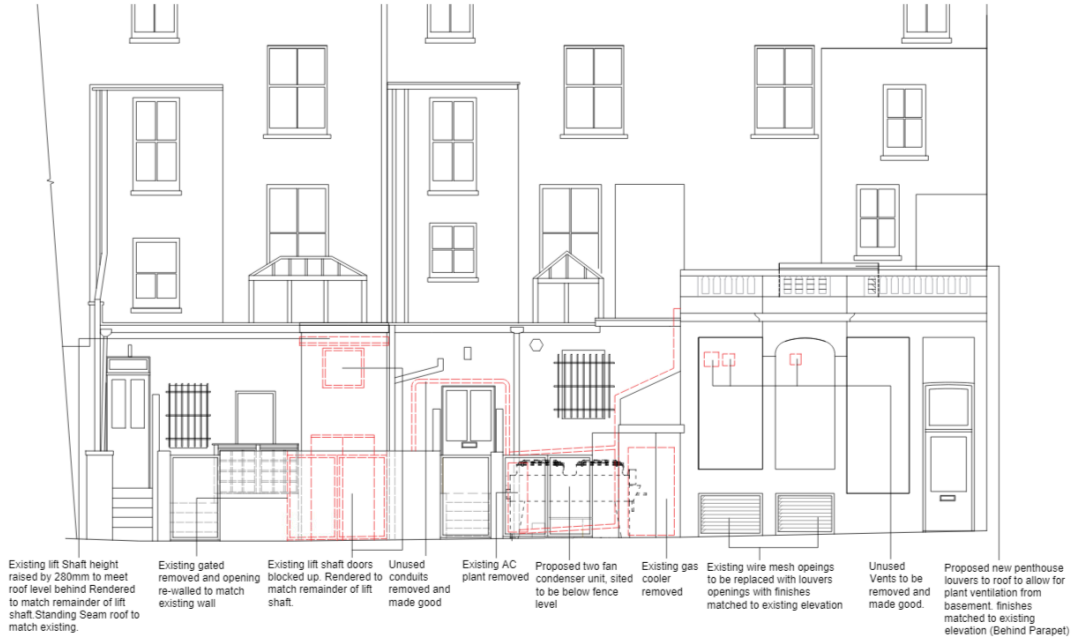 Existing lift Shaft height
raised by 280mm to meet
roof level behind Rendered
to match remainder of lift
shaft.Standing Seam roof to
match existing.
Existing gated
removed and opening
re-walled to match
existing wall
Existing lift shaft doors
blocked up. Rendered to
match remainder of lift
shaft.
Unused
conduits
removed and
made good
Existing AC
plant removed
Proposed two fan
condenser unit, sited
to be below fence
level
Existing gas
cooler
removed
Existing wire mesh opeings
to be replaced with louvers
openings with finishes
matched to existing elevation
Unused
Vents to be
removed and
made good.
Proposed new penthouse
louvers to roof to allow for
plant ventilation from
basement. finishes
matched to existing
elevation (Behind Parapet)